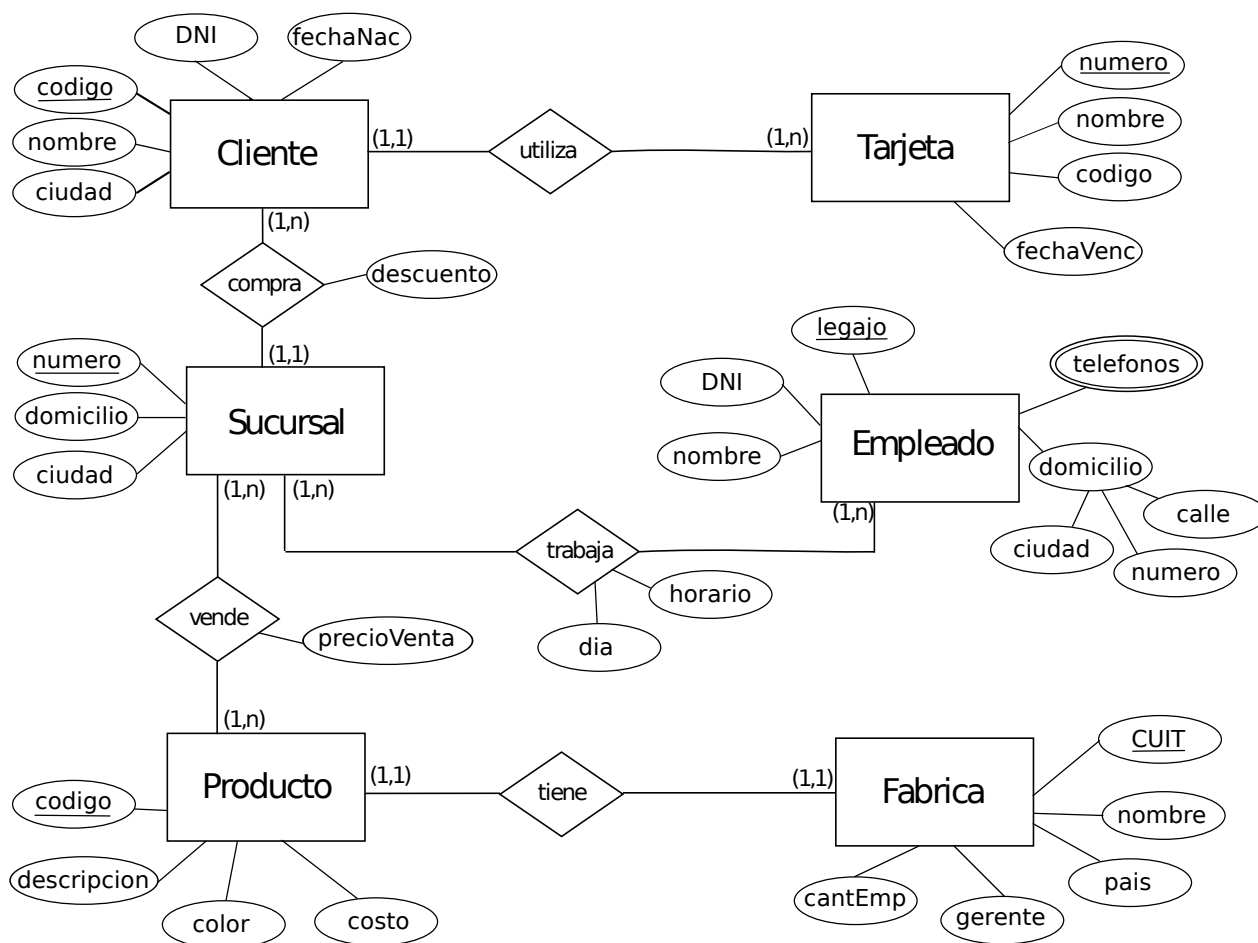 DNI
fechaNac
codigo
nombre
ciudad
Cliente
(1,1)
utiliza
(1,n)
Tarjeta
numero
nombre
codigo
fechaVenc
(1,n)
compra
descuento
(1,1)
numero
domicilio
ciudad
Sucursal
(1,n)
(1,n)
legajo
DNI
nombre
Empleado
telefonos
domicilio
calle
ciudad
numero
(1,n)
trabaja
horario
dia
vende
precioVenta
(1,n)
Producto
(1,1)
tiene
(1,1)
Fabrica
CUIT
nombre
pais
gerente
cantEmp
codigo
descripcion
color
costo